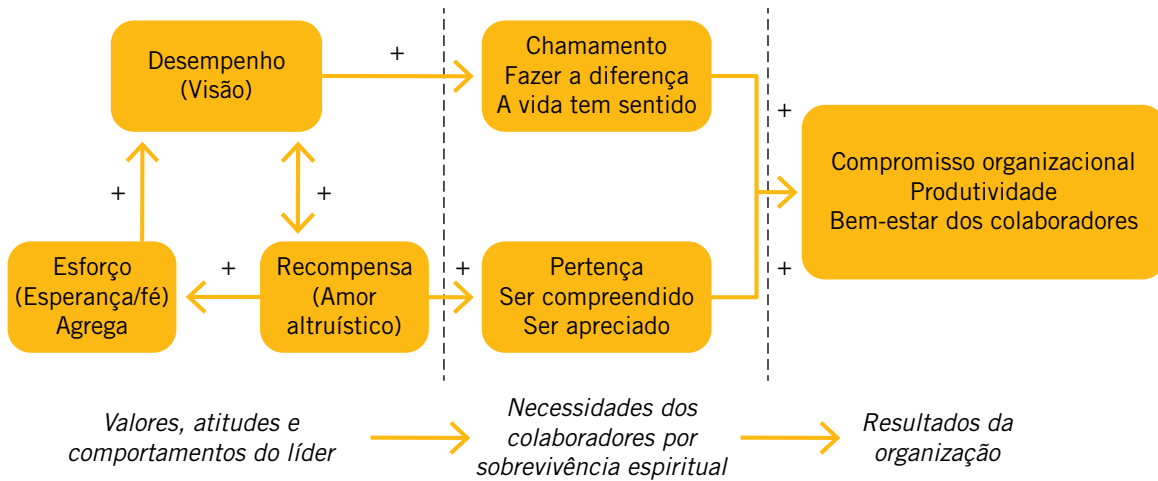 Desempenho
(Visão)
+
Chamamento
Fazer a diferença
A vida tem sentido
+
+
+
Compromisso organizacional
Produtividade
Bem-estar dos colaboradores
Esforço
(Esperança/fé)
Agrega
+
Recompensa
(Amor
altruístico)
+
Pertença
Ser compreendido
Ser apreciado
+
Valores, atitudes e
comportamentos do líder
Necessidades dos
colaboradores por
sobrevivência espiritual
Resultados da
organização